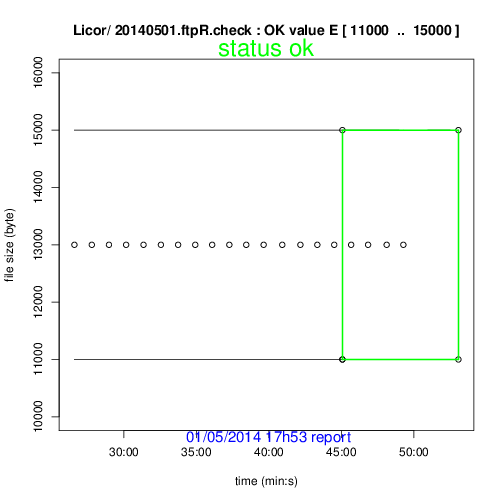 Licor/ 20140501.ftpR.check : OK value E [ 11000 .. 15000 ]
status ok
16000
15000
14000
13000
12000
11000
10000
file size (byte)
01/05/2014 17h53 report
30:00 35:00 40:00 45:00 50:00
time (min:s)